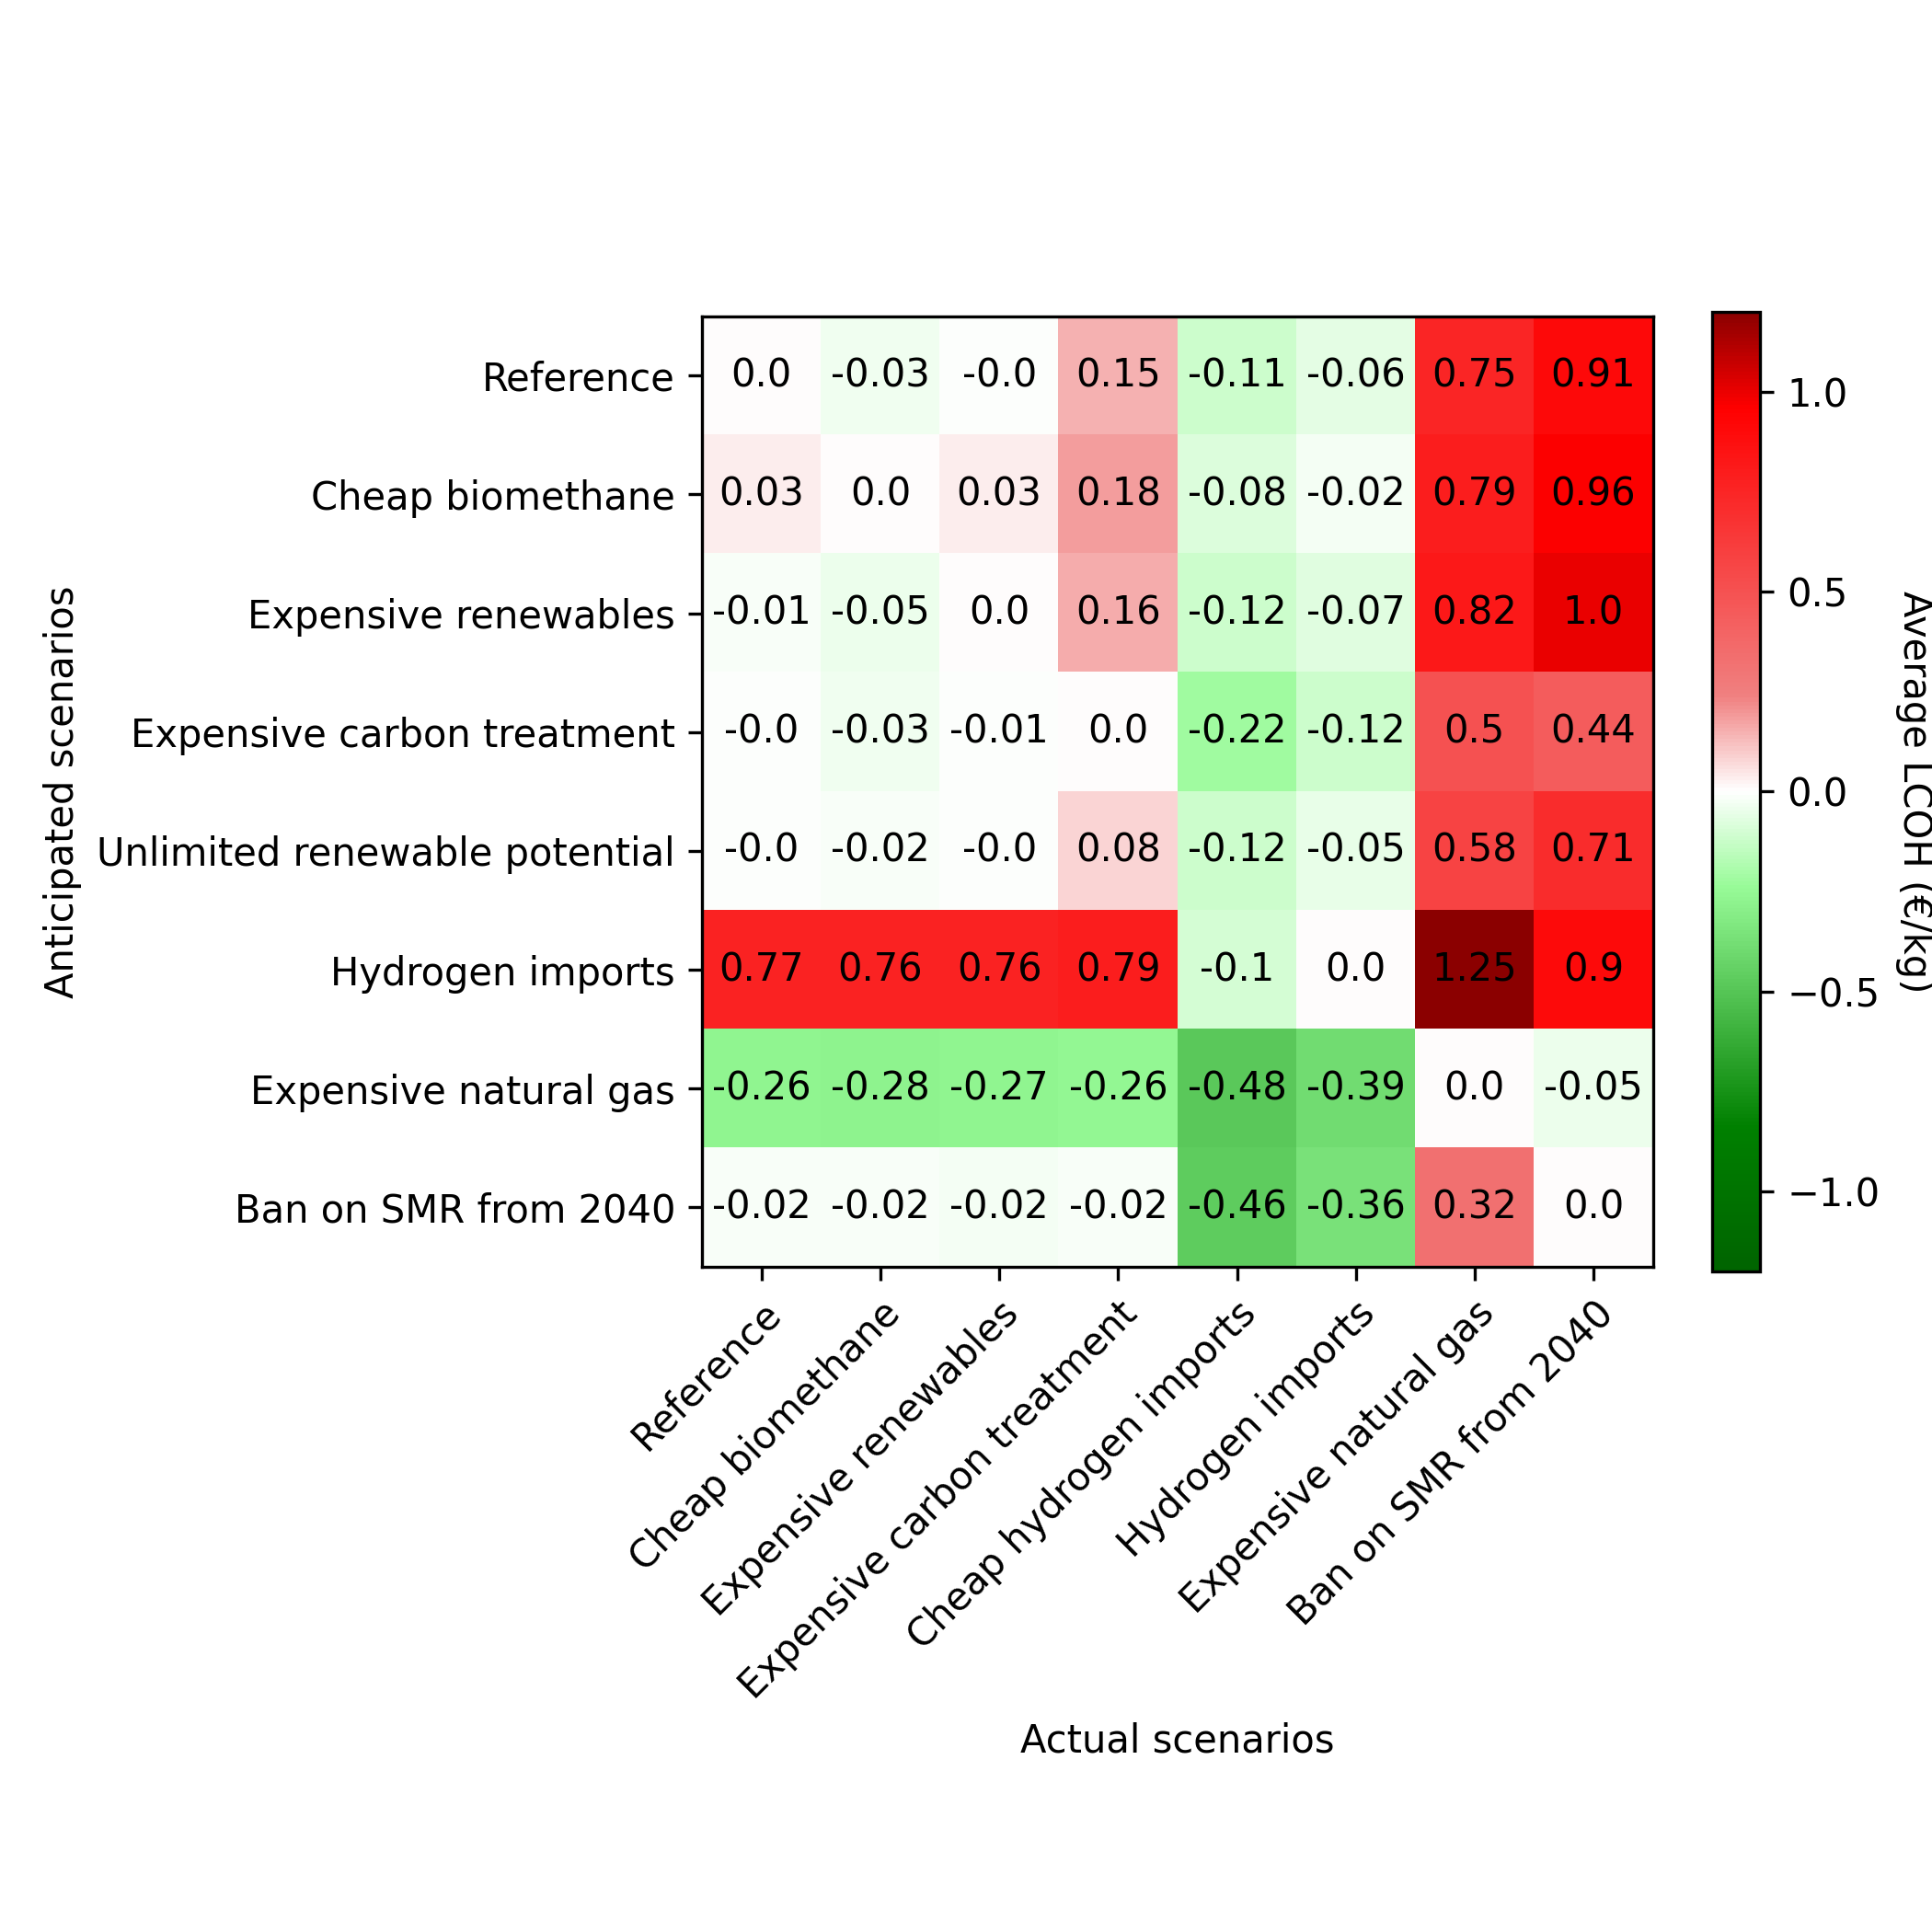 Reference 0.0 -0.03 -0.0 0.15 -0.11 -0.06 0.75 0.91
Cheap biomethane 0.03 0.0 0.03 0.18 -0.08 -0.02 0.79 0.96
Expensive renewables -0.01 -0.05 0.0 0.16 -0.12 -0.07 0.82 1.0
Expensive carbon treatment -0.0 -0.03 -0.01 0.0 -0.22 -0.12 0.5 0.44
Unlimited renewable potential -0.0 -0.02 -0.0 0.08 -0.12 -0.05 0.58 0.71
Hydrogen imports 0.77 0.76 0.76 0.79 -0.1 0.0 1.25 0.9
Expensive natural gas -0.26 -0.28 -0.27 -0.26 -0.48 -0.39 0.0 -0.05
Ban on SMR from 2040 -0.02 -0.02 -0.02 -0.02 -0.46 -0.36 0.32 0.0
Anticipated scenarios
Reference
Cheap biomethane
Expensive renewables
Expensive carbon treatment
Cheap hydrogen imports
Hydrogen imports
Expensive natural gas
Ban on SMR from 2040
Actual scenarios
1.0
0.5
0.0
−0.5
−1.0
Average LCOH (€/kg)